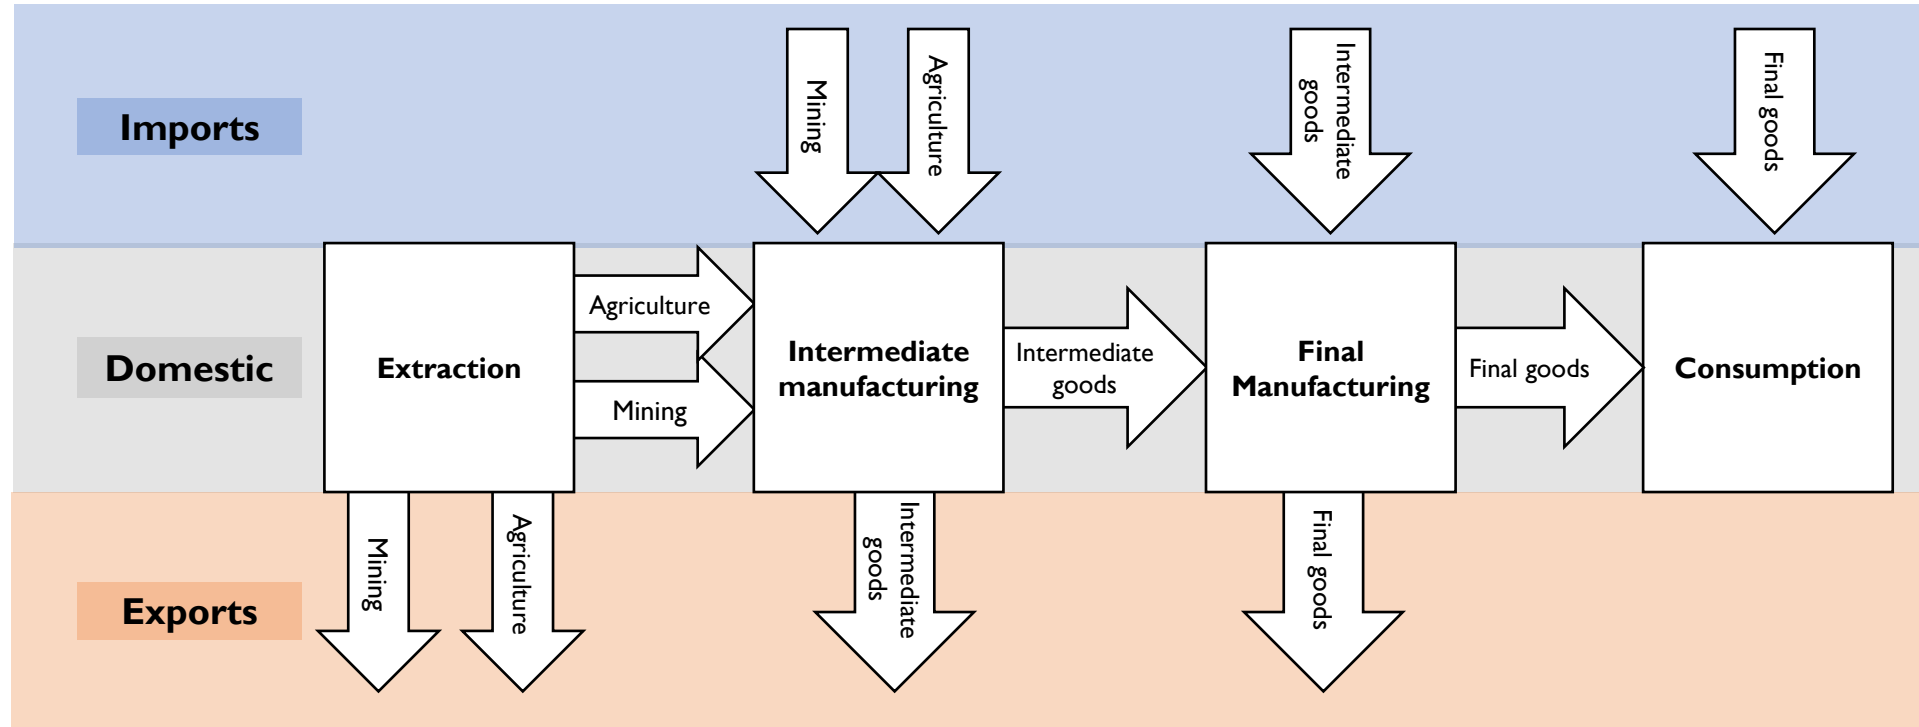 Imports
Mining
Agriculture
Intermediate
goods
Final goods
Domestic
Extraction
Agriculture
Mining
Intermediate
manufacturing
Intermediate
goods
Final
Manufacturing
Final goods
Consumption
Exports
Mining
Agriculture
Intermediate
goods
Final goods